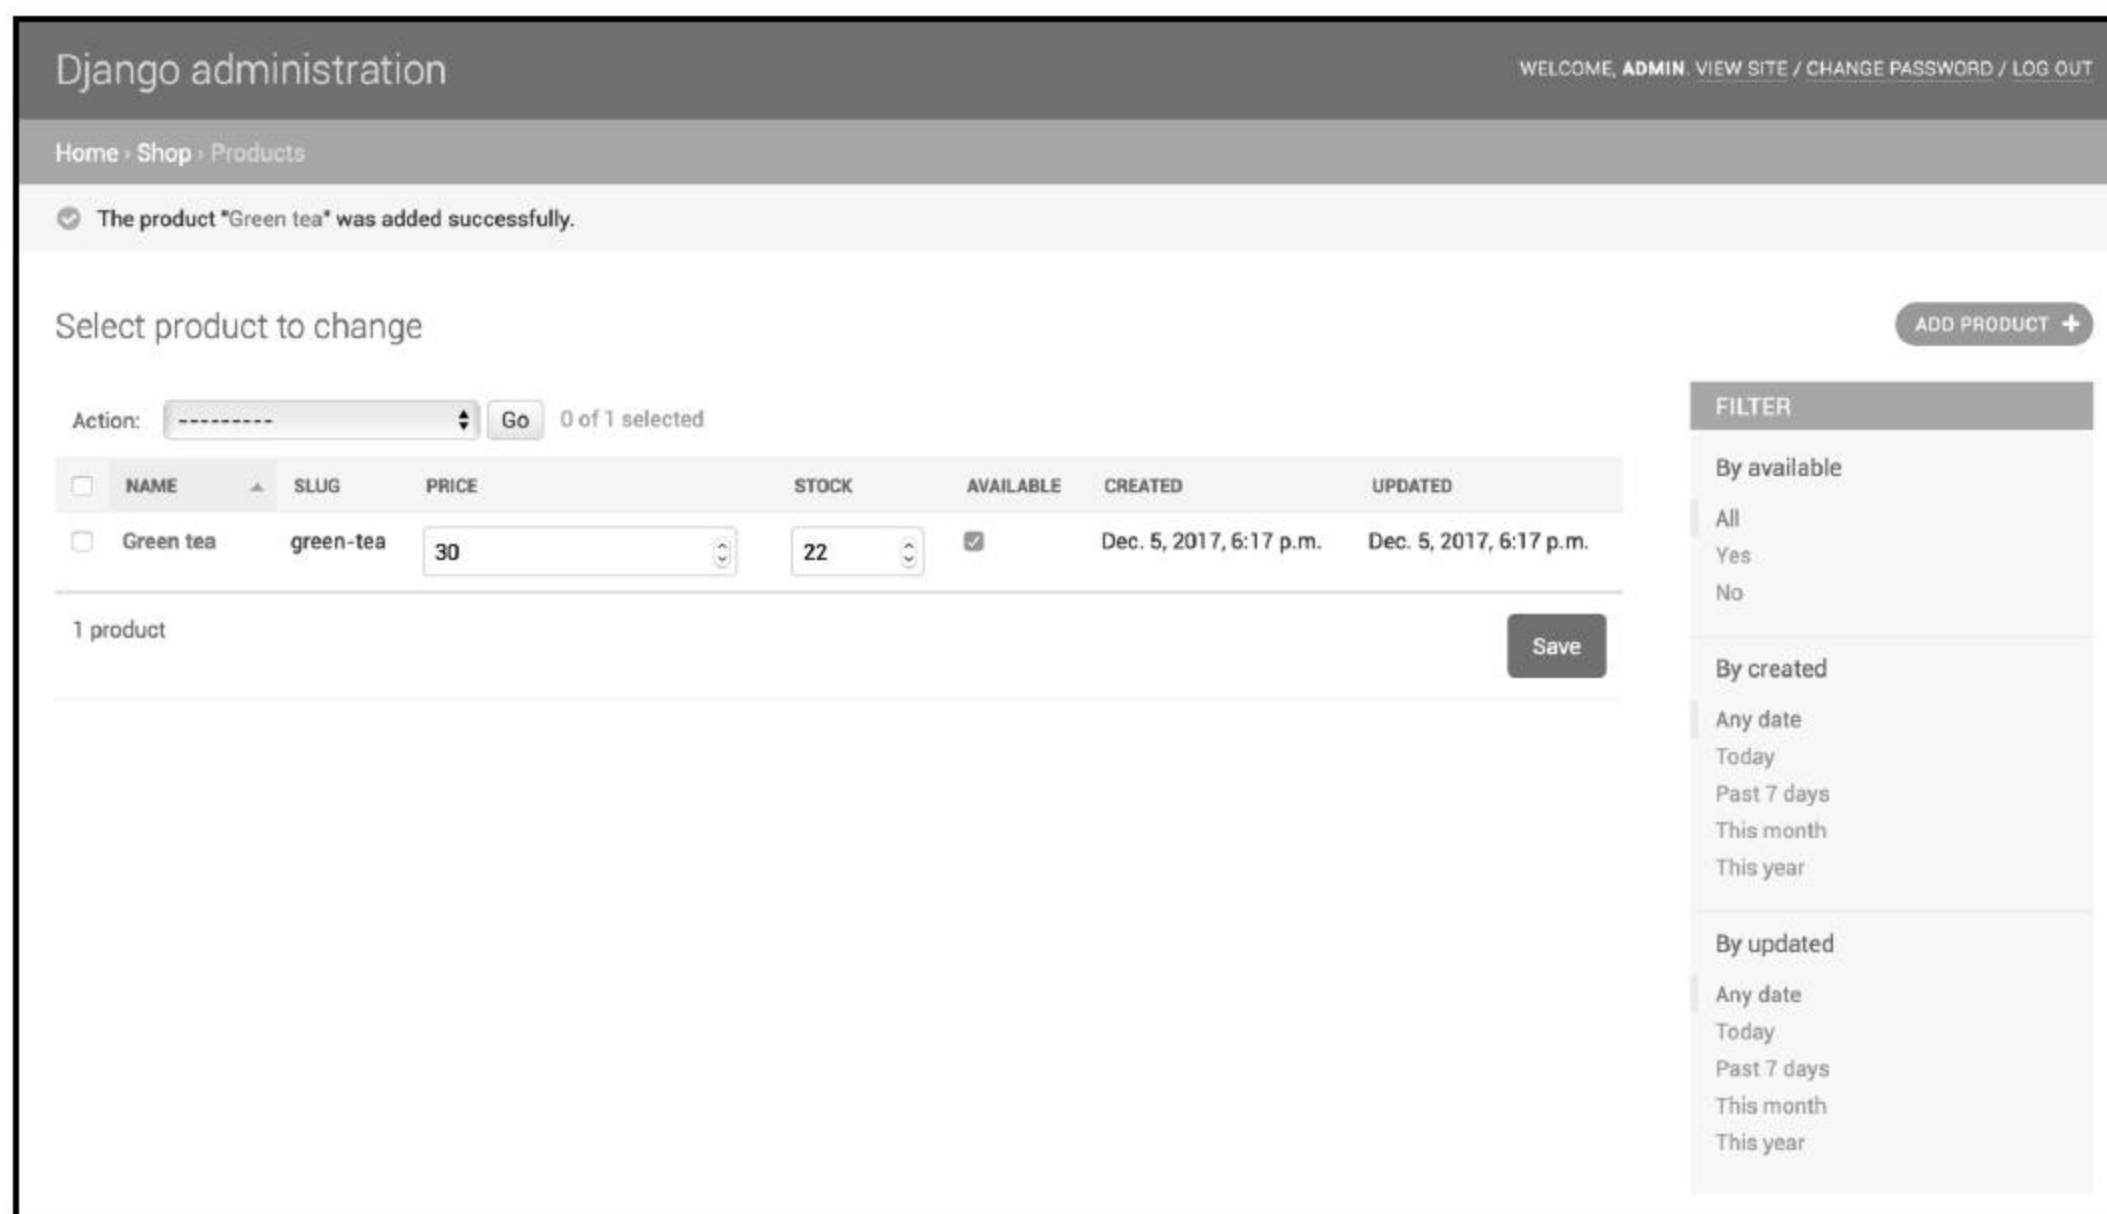 Django administration
WELCOME, ADMIN. VIEW SITE / CHANGE PASSWORD / LOG OUT
Home › Shop › Products
The product "Green tea" was added successfully.
Select product to change
ADD PRODUCT +
Action: --------- Go 0 of 1 selected
NAME SLUG PRICE STOCK AVAILABLE CREATED UPDATED
Green tea green-tea 30 22 Dec. 5, 2017, 6:17 p.m. Dec. 5, 2017, 6:17 p.m.
1 product
Save
FILTER
By available
All
Yes
No
By created
Any date
Today
Past 7 days
This month
This year
By updated
Any date
Today
Past 7 days
This month
This year